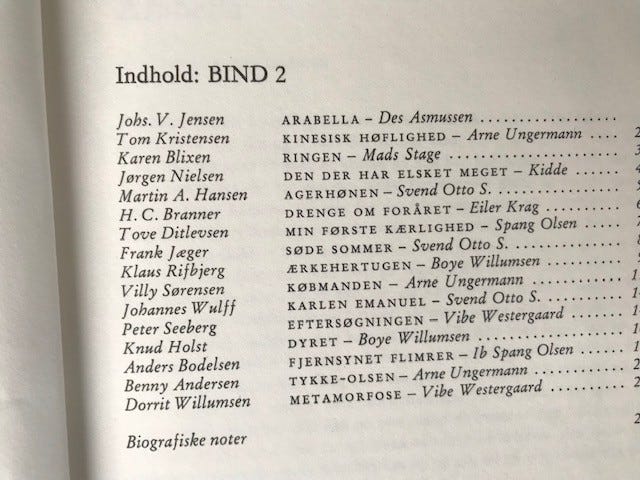 Indhold: BIND 2
Johs. V. Jensen ARABELLA – Des Asmussen ..................
Tom Kristensen KINESISK HØFLIGHED – Arne Ungermann ....
Karen Blixen RINGEN – Mads Stage ......................
Jørgen Nielsen DEN DER HAR ELSKET MEGET – Kidde .......
Martin A. Hansen AGERHØNEN – Svend Otto S. ................
H. C. Branner DRENGE OM FORÅRET – Eiler Krag ..........
Tove Ditlevsen MIN FØRSTE KÆRLIGHED – Spang Olsen .....
Frank Jæger SØDE SOMMER – Svend Otto S. ..............
Klaus Rifbjerg ÆRKEHERTUGEN – Boye Willumsen ..........
Villy Sørensen KØBMANDEN – Arne Ungermann ............
Johannes Wulff KARLEN EMANUEL – Svend Otto S. ..........
Peter Seeberg EFTERSØGNINGEN – Vibe Westergaard ......
Knud Holst DYRET – Boye Willumsen ..................
Anders Bodelsen FJERNSYNET FLIMRER – Ib Spang Olsen ......
Benny Andersen TYKKE-OLSEN – Arne Ungermann ..........
Dorrit Willumsen METAMORFOSE – Vibe Westergaard .........
Biografiske noter